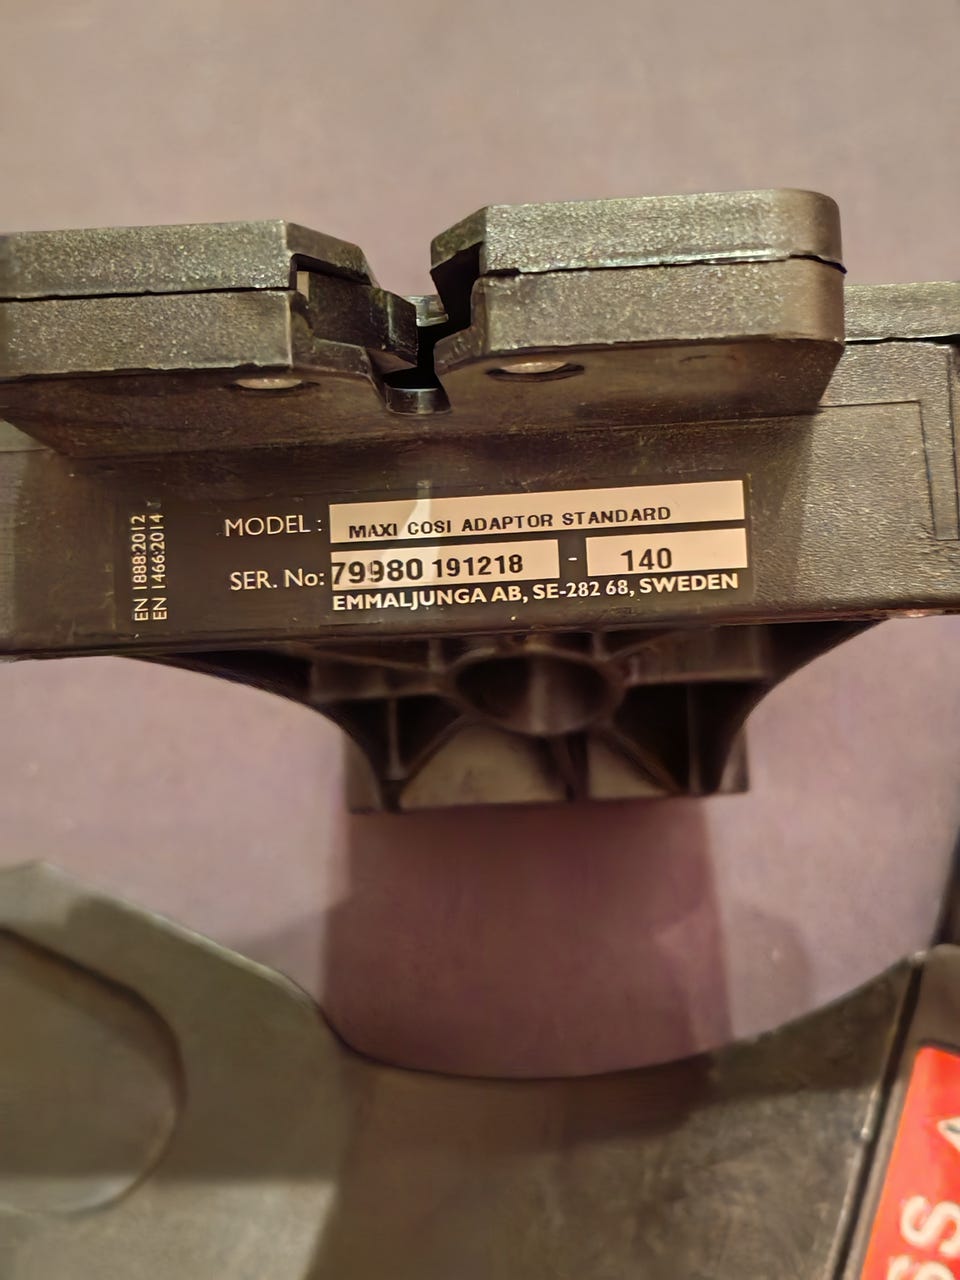 EN 1888:2012
EN 1466:2014
MODEL : MAXI COSI ADAPTOR STANDARD
SER. No: 79980 191218 - 140
EMMALJUNGA AB, SE-282 68, SWEDEN